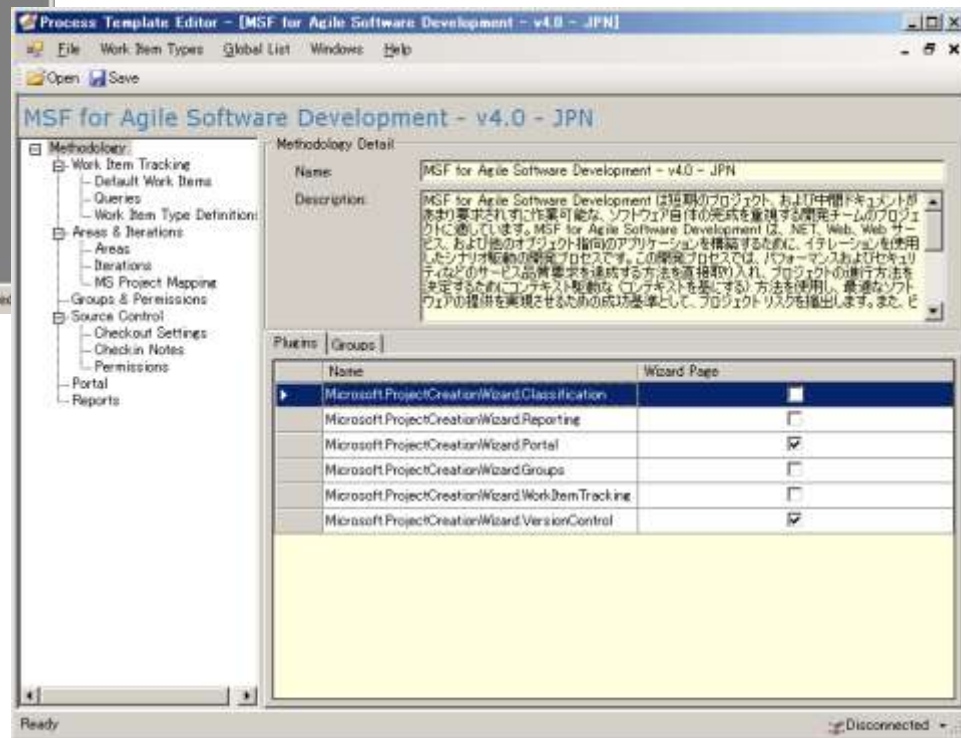 Process Template Editor - [MSF for Agile Software Development - v4.0 - JPN]
File Work Item Types Global List Windows Help
Open Save
MSF for Agile Software Development - v4.0 - JPN
Methodology
Work Item Tracking
Default Work Items
Queries
Work Item Type Definition
Areas & Iterations
Areas
Iterations
MS Project Mapping
Groups & Permissions
Source Control
Checkout Settings
Checkin Notes
Permissions
Portal
Reports
Methodology Detail
Name: MSF for Agile Software Development - v4.0 - JPN
Description: MSF for Agile Software Development は短期のプロジェクト、および中間ドキュメントが
あまり要求されずに作業可能な、ソフトウェア自体の完成を重視する開発チームのプロジェ
クトに適しています。MSF for Agile Software Development は、.NET、Web、Web サー
ビス、および他のオブジェクト指向のアプリケーションを構築するために、イテレーションを使用
したシナリオ駆動の開発プロセスです。この開発プロセスでは、パフォーマンスおよびセキュリ
ティなどのサービス品質要求を達成する方法を直接取り入れ、プロジェクトの進行方法を
決定するためにコンテキスト駆動な (コンテキストを基にする) 方法を使用し、最適なソフト
ウェアの提供を実現させるための成功基準として、プロジェクト リスクを描出します。また、ビ
Plugins Groups
Name Wizard Page
Microsoft.ProjectCreationWizard.Classification
Microsoft.ProjectCreationWizard.Reporting
Microsoft.ProjectCreationWizard.Portal
Microsoft.ProjectCreationWizard.Groups
Microsoft.ProjectCreationWizard.WorkItemTracking
Microsoft.ProjectCreationWizard.VersionControl
Ready Disconnected